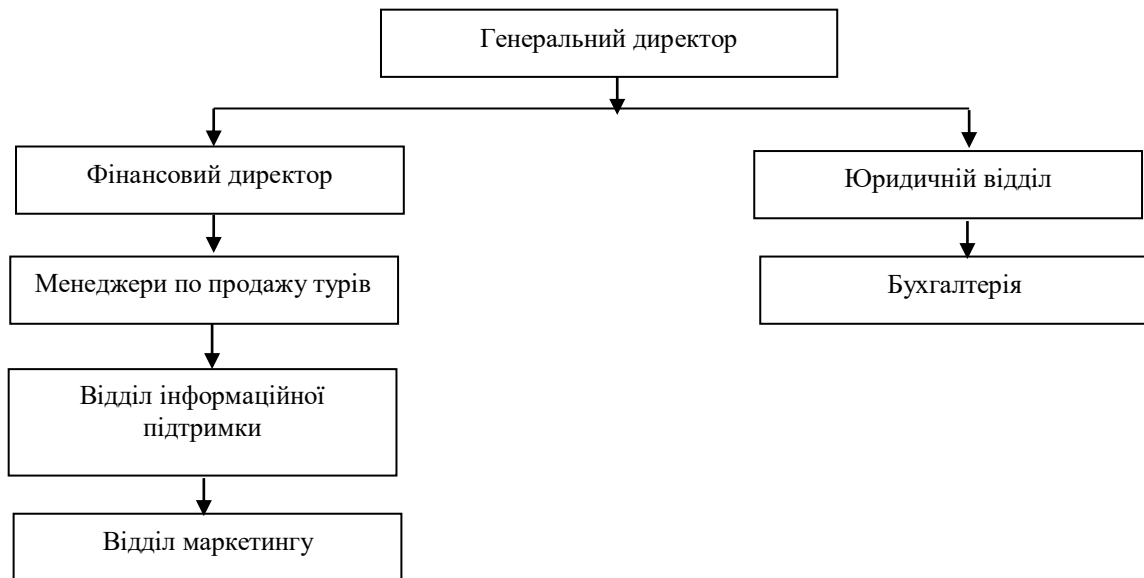 Генеральний директор
Фінансовий директор
Юридичній відділ
Менеджери по продажу турів
Бухгалтерія
Відділ інформаційної
підтримки
Відділ маркетингу